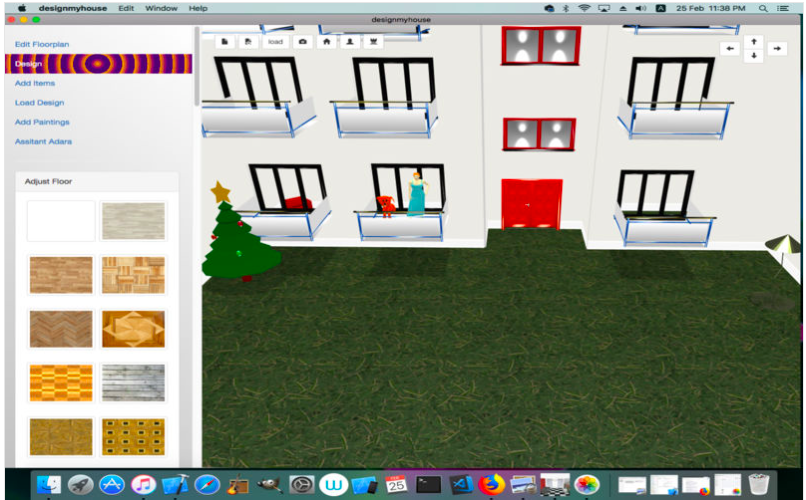 designmyhouse Edit Window Help
25 Feb 11:38 PM
designmyhouse
Edit Floorplan
Design
Add Items
Load Design
Add Paintings
Assitant Adara
load
Adjust Floor
25